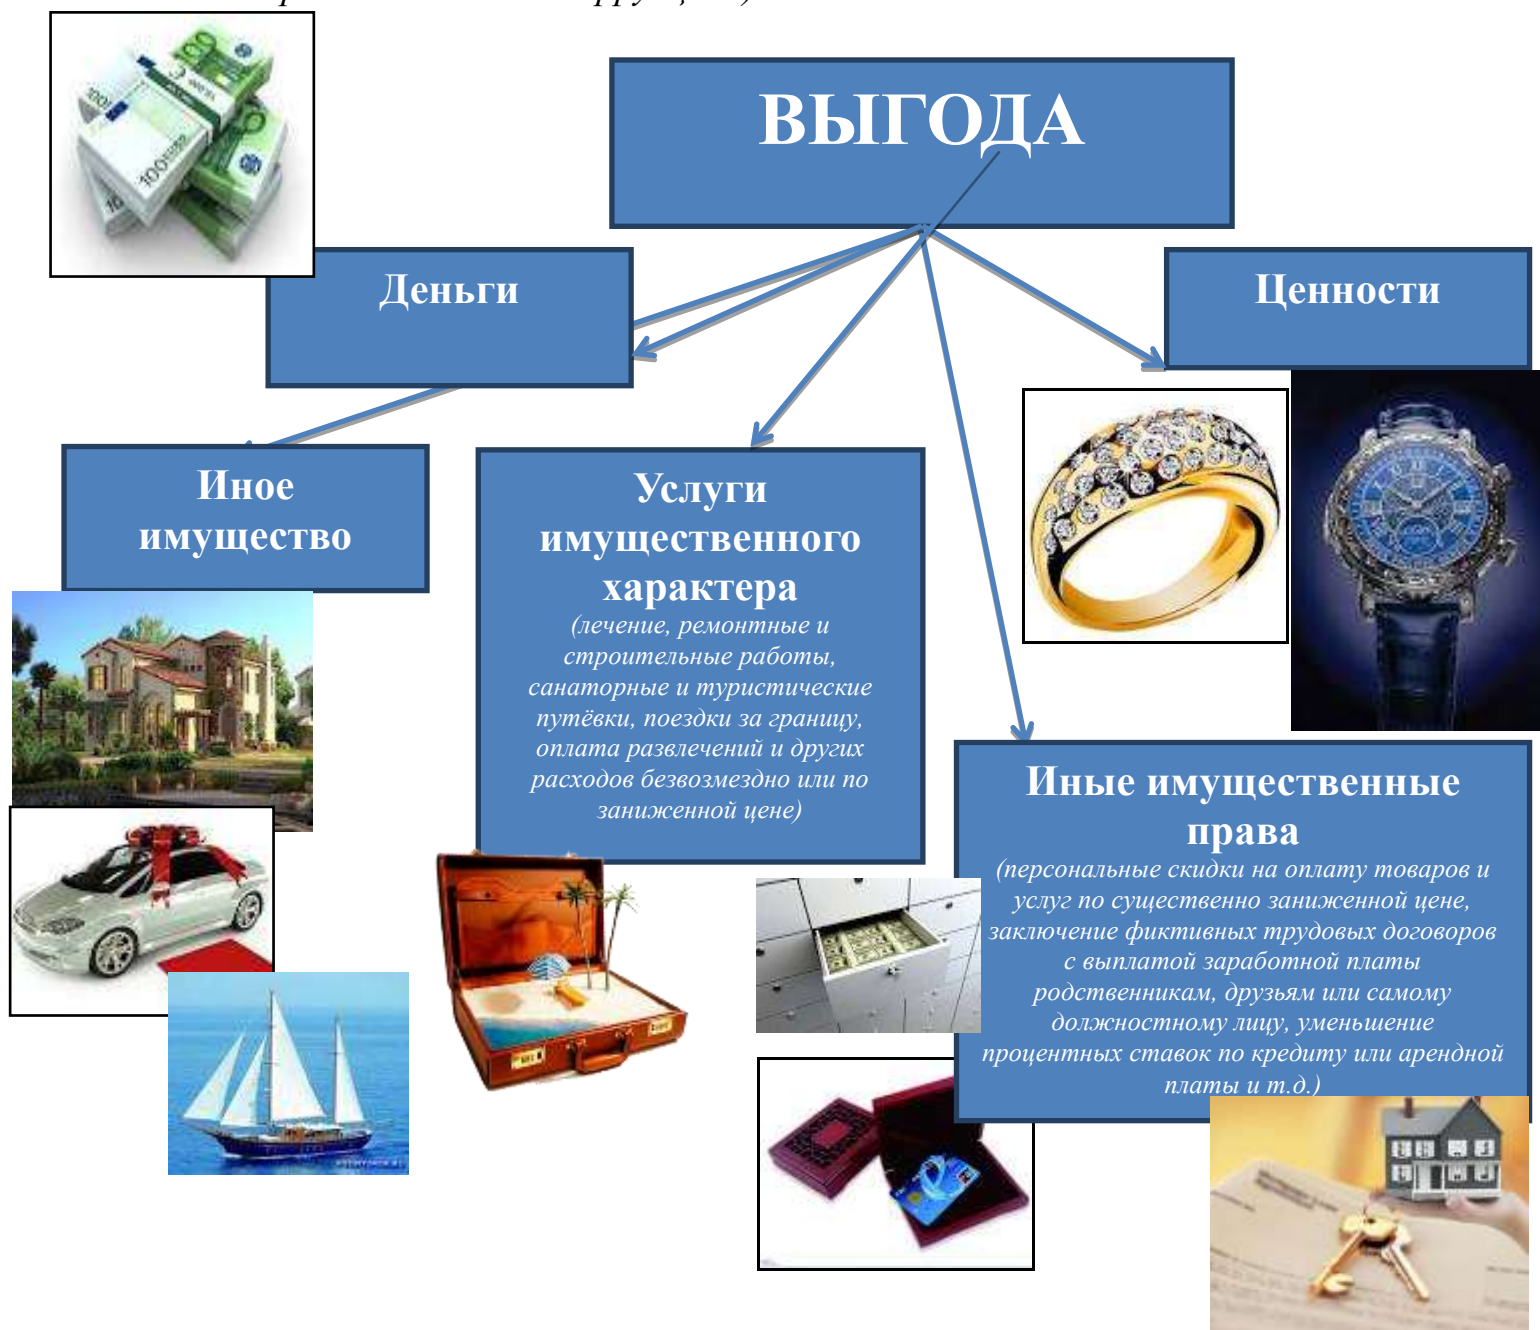 ВЫГОДА
Деньги
Ценности
Иное
имущество
Услуги
имущественного
характера
(лечение, ремонтные и
строительные работы,
санаторные и туристические
путёвки, поездки за границу,
оплата развлечений и других
расходов безвозмездно или по
заниженной цене)
Иные имущественные
права
(персональные скидки на оплату товаров и
услуг по существенно заниженной цене,
заключение фиктивных трудовых договоров
с выплатой заработной платы
родственникам, друзьям или самому
должностному лицу, уменьшение
процентных ставок по кредиту или арендной
платы и т.д.)
100
100
100